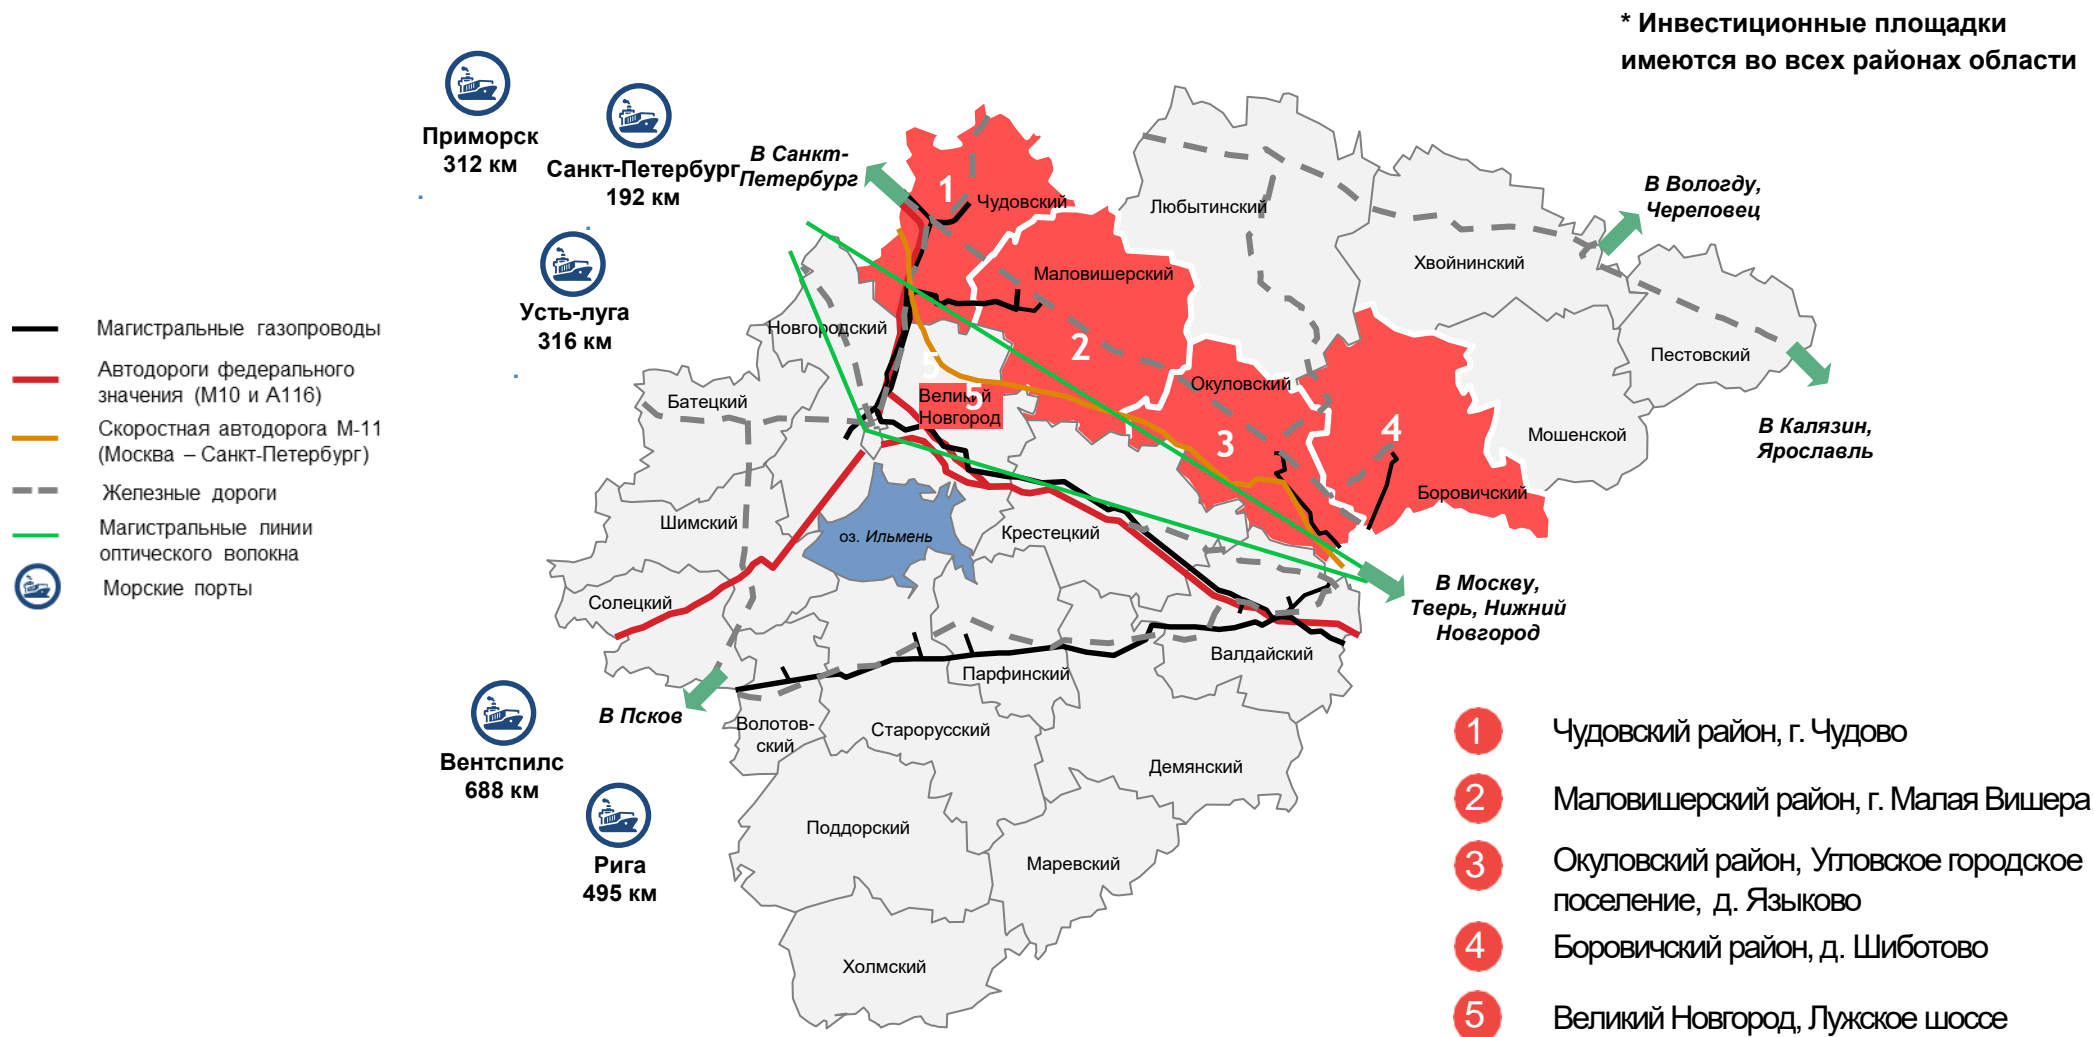 * Инвестиционные площадки
имеются во всех районах области
Приморск
312 км
Санкт-Петербург
192 км
В Санкт-
Петербург
Усть-луга
316 км
Магистральные газопроводы
Автодороги федерального
значения (М10 и А116)
Скоростная автодорога М-11
(Москва – Санкт-Петербург)
Железные дороги
Магистральные линии
оптического волокна
Морские порты
1
Чудовский
Любытинский
В Вологду,
Череповец
Хвойнинский
Маловишерский
Новгородский
2
5
Пестовский
Окуловский
Великий
Новгород
5
Батецкий
3
4
Мошенской
В Калязин,
Ярославль
Боровичский
Шимский
оз. Ильмень
Крестецкий
Солецкий
В Москву,
Тверь, Нижний
Новгород
Валдайский
Парфинский
В Псков
Волотов-
ский
Старорусский
Демянский
Вентспилс
688 км
Рига
495 км
Поддорский
Маревский
Холмский
1 Чудовский район, г. Чудово
2 Маловишерский район, г. Малая Вишера
3 Окуловский район, Угловское городское
поселение, д. Языково
4 Боровичский район, д. Шиботово
5 Великий Новгород, Лужское шоссе